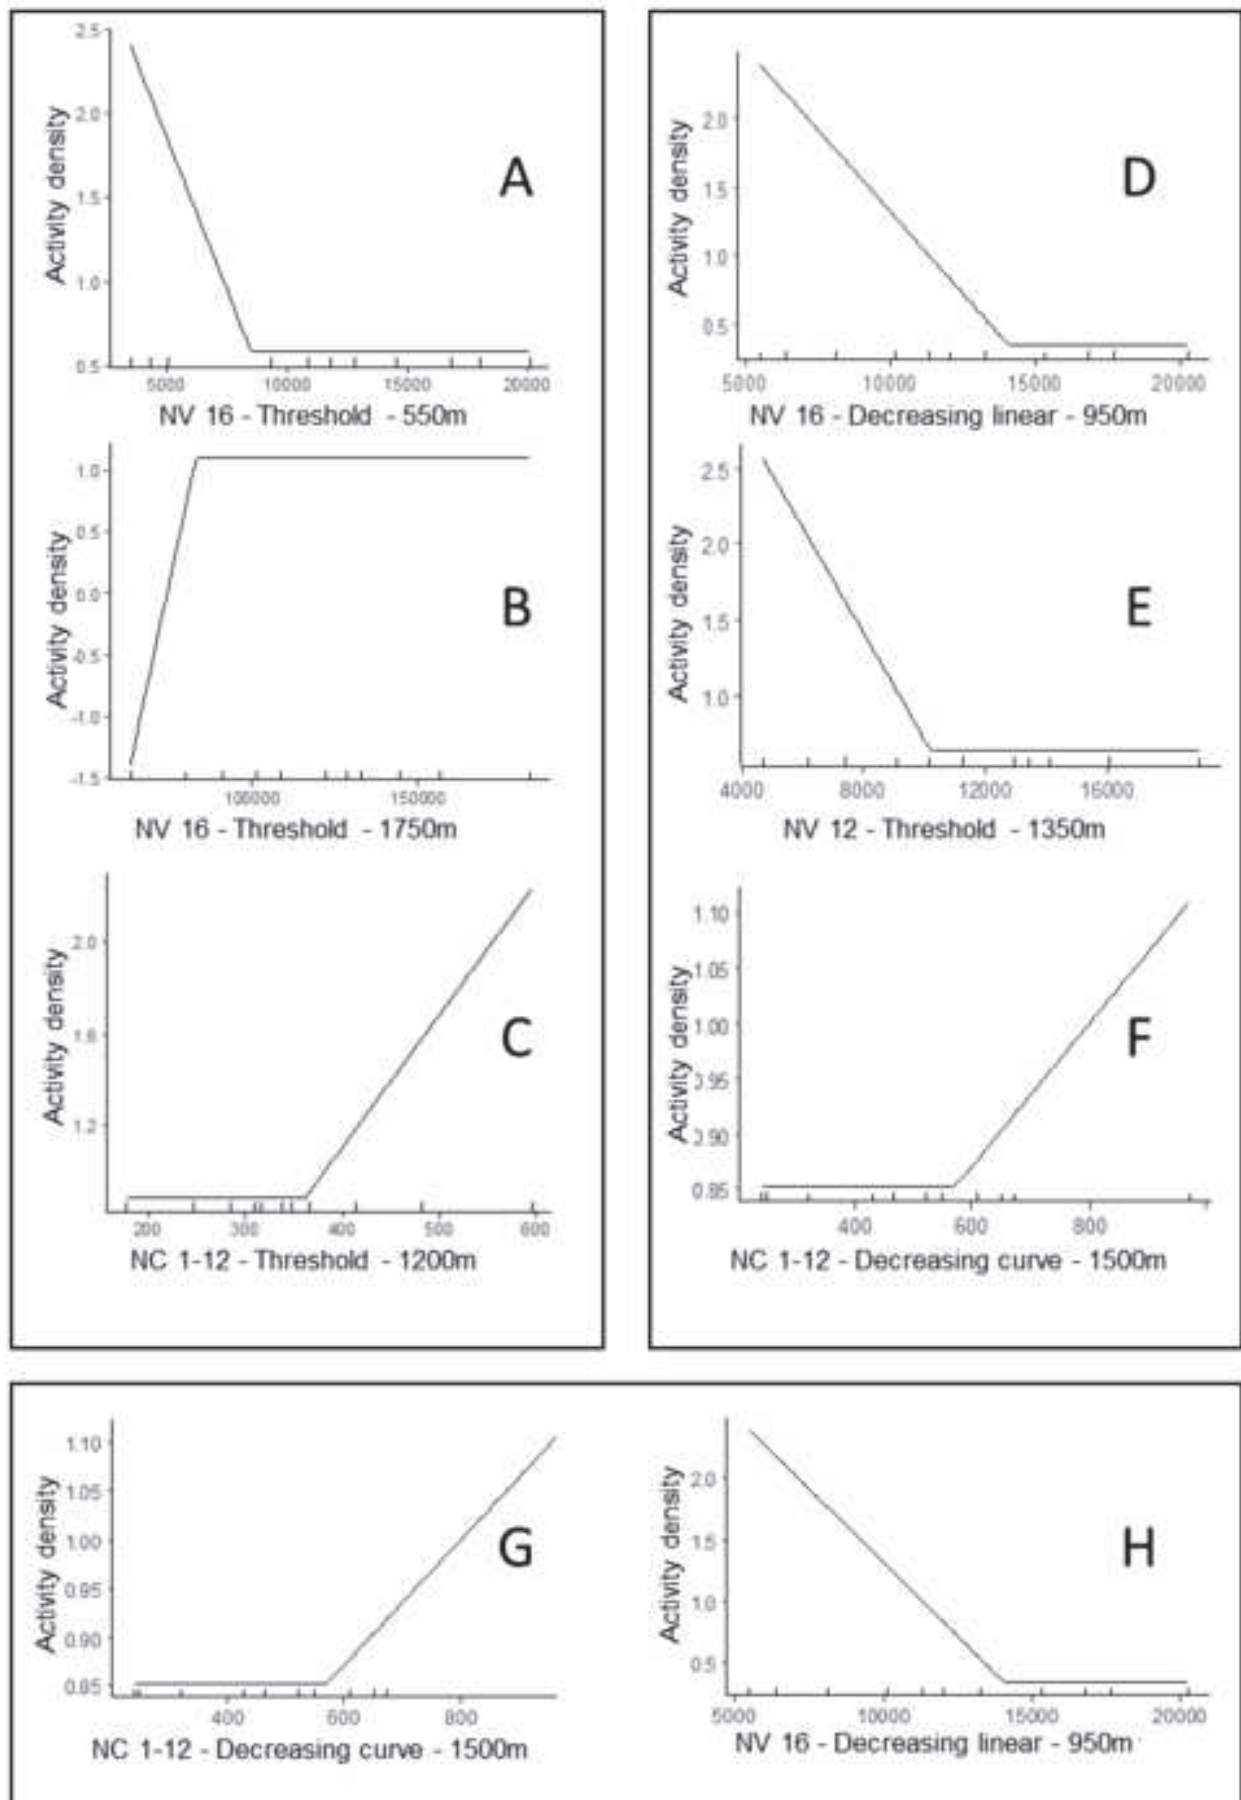 2.5
2.0
1.5
1.0
0.5
Activity density
A
5000 10000 15000 20000
NV 16 - Threshold - 550m
1.0
0.5
0.0
-0.5
-1.0
-1.5
Activity density
B
100000 150000
NV 16 - Threshold - 1750m
2.0
1.6
1.2
Activity density
C
200 300 400 500 600
NC 1-12 - Threshold - 1200m
2.0
1.5
1.0
0.5
Activity density
D
5000 10000 15000 20000
NV 16 - Decreasing linear - 950m
2.5
2.0
1.5
1.0
Activity density
E
4000 8000 12000 16000
NV 12 - Threshold - 1350m
1.10
1.05
1.00
0.85
Activity density
F
400 600 800
NC 1-12 - Decreasing curve - 1500m
1.10
1.05
1.00
0.95
0.90
0.85
Activity density
G
400 600 800
NC 1-12 - Decreasing curve - 1500m
2.0
1.5
1.0
0.5
Activity density
H
5000 10000 15000 20000
NV 16 - Decreasing linear - 950m